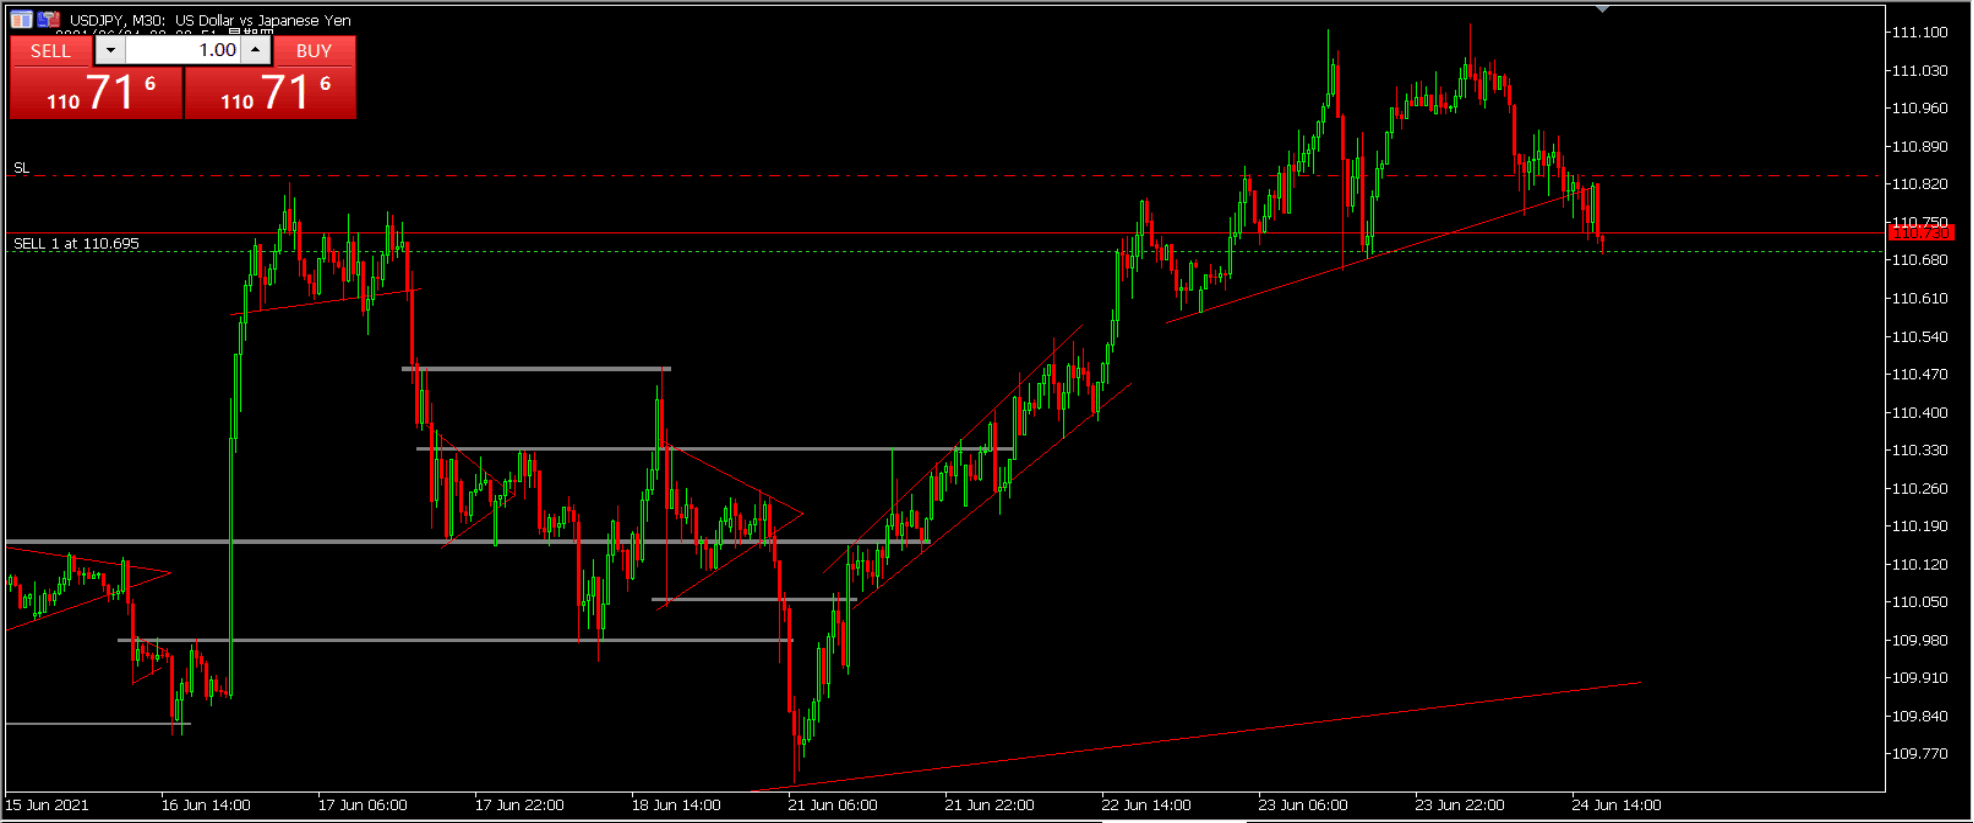 USDJPY, M30: US Dollar vs Japanese Yen
SELL
1.00
BUY
110 71 6
110 71 6
SL
SELL 1 at 110.695
111.100
111.030
110.960
110.890
110.820
110.750
110.730
110.680
110.610
110.540
110.470
110.400
110.330
110.260
110.190
110.120
110.050
109.980
109.910
109.840
109.770
15 Jun 2021
16 Jun 14:00
17 Jun 06:00
17 Jun 22:00
18 Jun 14:00
21 Jun 06:00
21 Jun 22:00
22 Jun 14:00
23 Jun 06:00
23 Jun 22:00
24 Jun 14:00